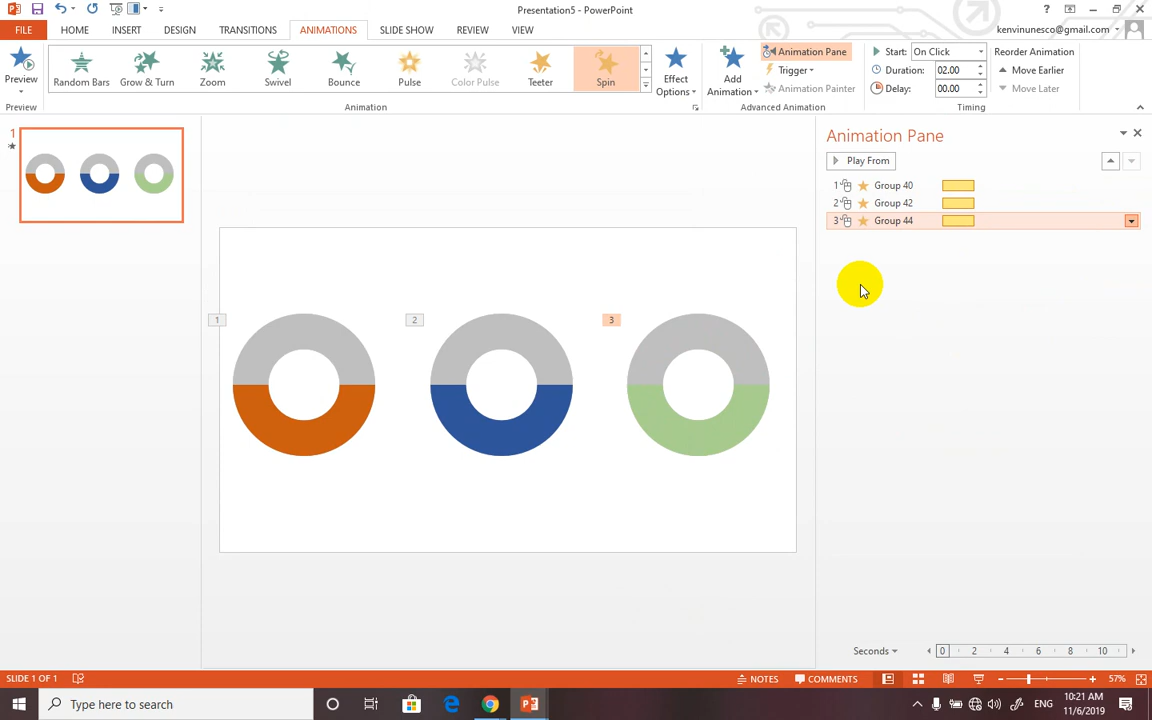 Presentation5 - PowerPoint
?
FILE HOME INSERT DESIGN TRANSITIONS ANIMATIONS SLIDE SHOW REVIEW VIEW kenvinunesco@gmail.com
Preview
Random Bars Grow & Turn Zoom Swivel Bounce Pulse Color Pulse Teeter Spin
Effect Options
Add Animation
Animation Pane
Trigger
Animation Painter
Start: On Click
Duration: 02.00
Delay: 00.00
Reorder Animation
Move Earlier
Move Later
Preview Animation Advanced Animation Timing
1
Animation Pane
Play From
1 Group 40
2 Group 42
3 Group 44
1 2 3
Seconds 0 2 4 6 8 10
SLIDE 1 OF 1 NOTES COMMENTS 57%
Type here to search
ENG
10:21 AM
11/6/2019